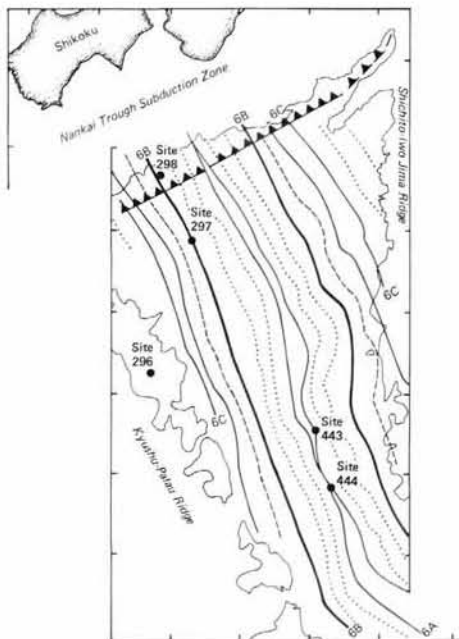 Shikoku
Nankai Trough Subduction Zone
Shichito-Iwo Jima Ridge
6B
6C
6B
Site
298
Site
297
6C
Site
296
6C
Site
443
Kyushu-Palau Ridge
Site
444
6B
6A